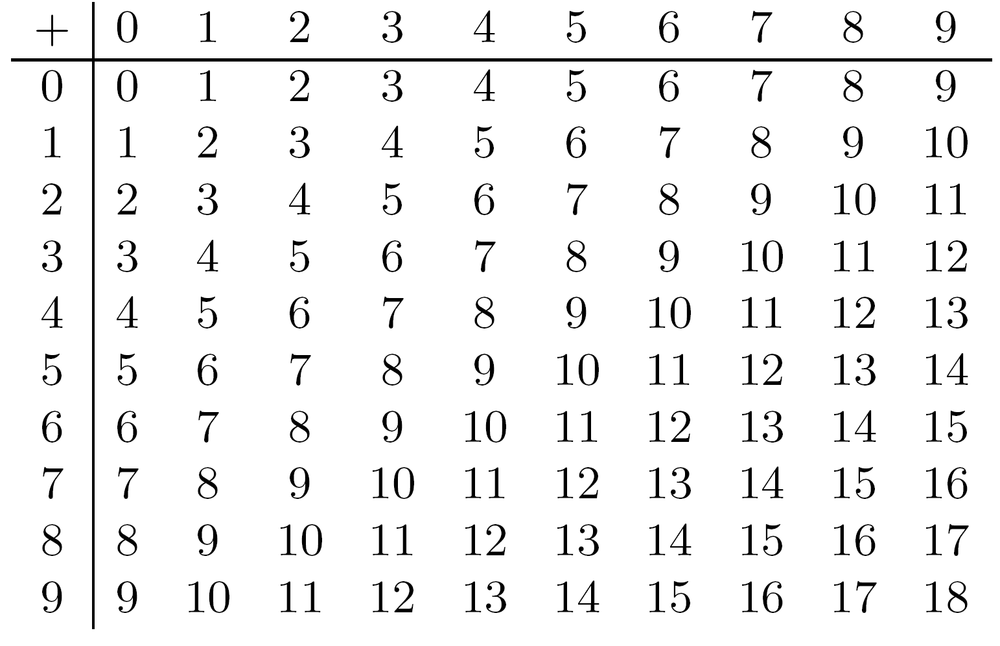 + 0 1 2 3 4 5 6 7 8 9
0 0 1 2 3 4 5 6 7 8 9
1 1 2 3 4 5 6 7 8 9 10
2 2 3 4 5 6 7 8 9 10 11
3 3 4 5 6 7 8 9 10 11 12
4 4 5 6 7 8 9 10 11 12 13
5 5 6 7 8 9 10 11 12 13 14
6 6 7 8 9 10 11 12 13 14 15
7 7 8 9 10 11 12 13 14 15 16
8 8 9 10 11 12 13 14 15 16 17
9 9 10 11 12 13 14 15 16 17 18